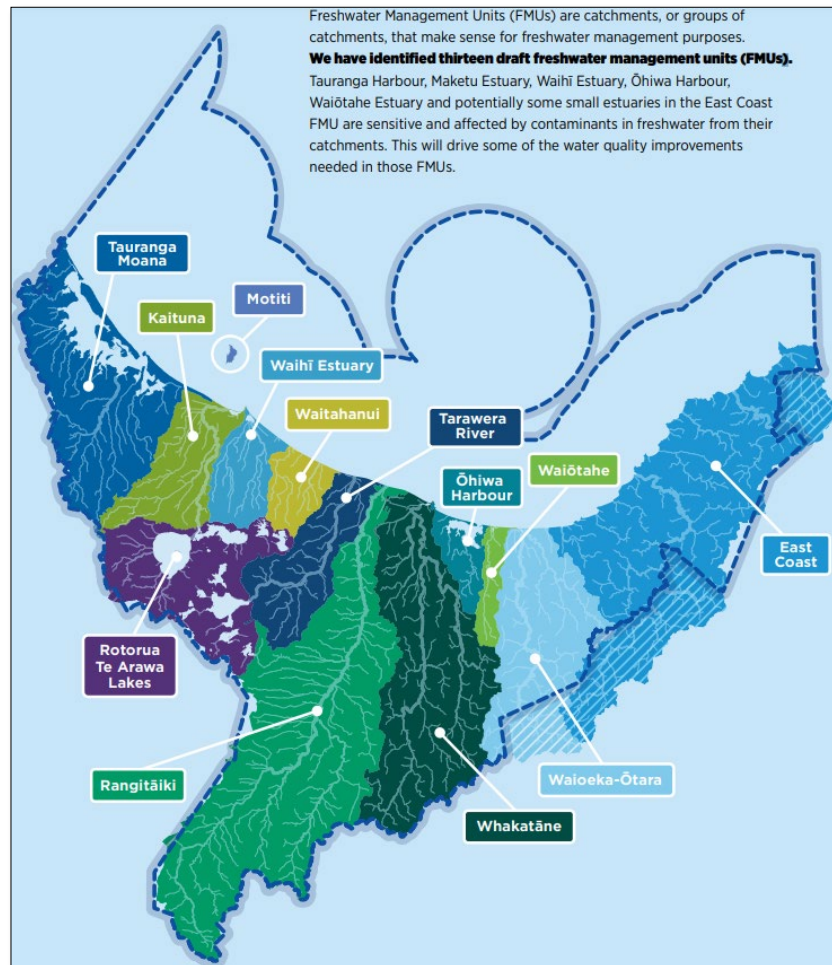 Freshwater Management Units (FMUs) are catchments, or groups of
catchments, that make sense for freshwater management purposes.
We have identified thirteen draft freshwater management units (FMUs).
Tauranga Harbour, Maketu Estuary, Waihī Estuary, Ōhiwa Harbour,
Waiōtahe Estuary and potentially some small estuaries in the East Coast
FMU are sensitive and affected by contaminants in freshwater from their
catchments. This will drive some of the water quality improvements
needed in those FMUs.
Tauranga
Moana
Motiti
Kaituna
Waihī Estuary
Waitahanui
Tarawera
River
Ōhiwa
Harbour
Waiōtahe
East
Coast
Rotorua
Te Arawa
Lakes
Rangitāiki
Waioeka-Ōtara
Whakatāne